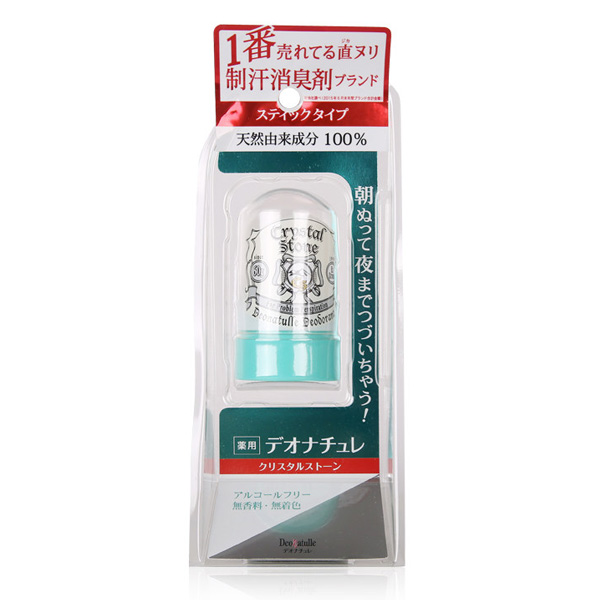 1番売れてる直ヌリ
制汗消臭剤ブランド
スティックタイプ
天然由来成分 100%
朝ぬって夜までつづいちゃう!
Crystal
Stone
Deonatulle Deodorant
薬用 デオナチュレ
クリスタルストーン
アルコールフリー
無香料・無着色
DeoNatulle
デオナチュレ